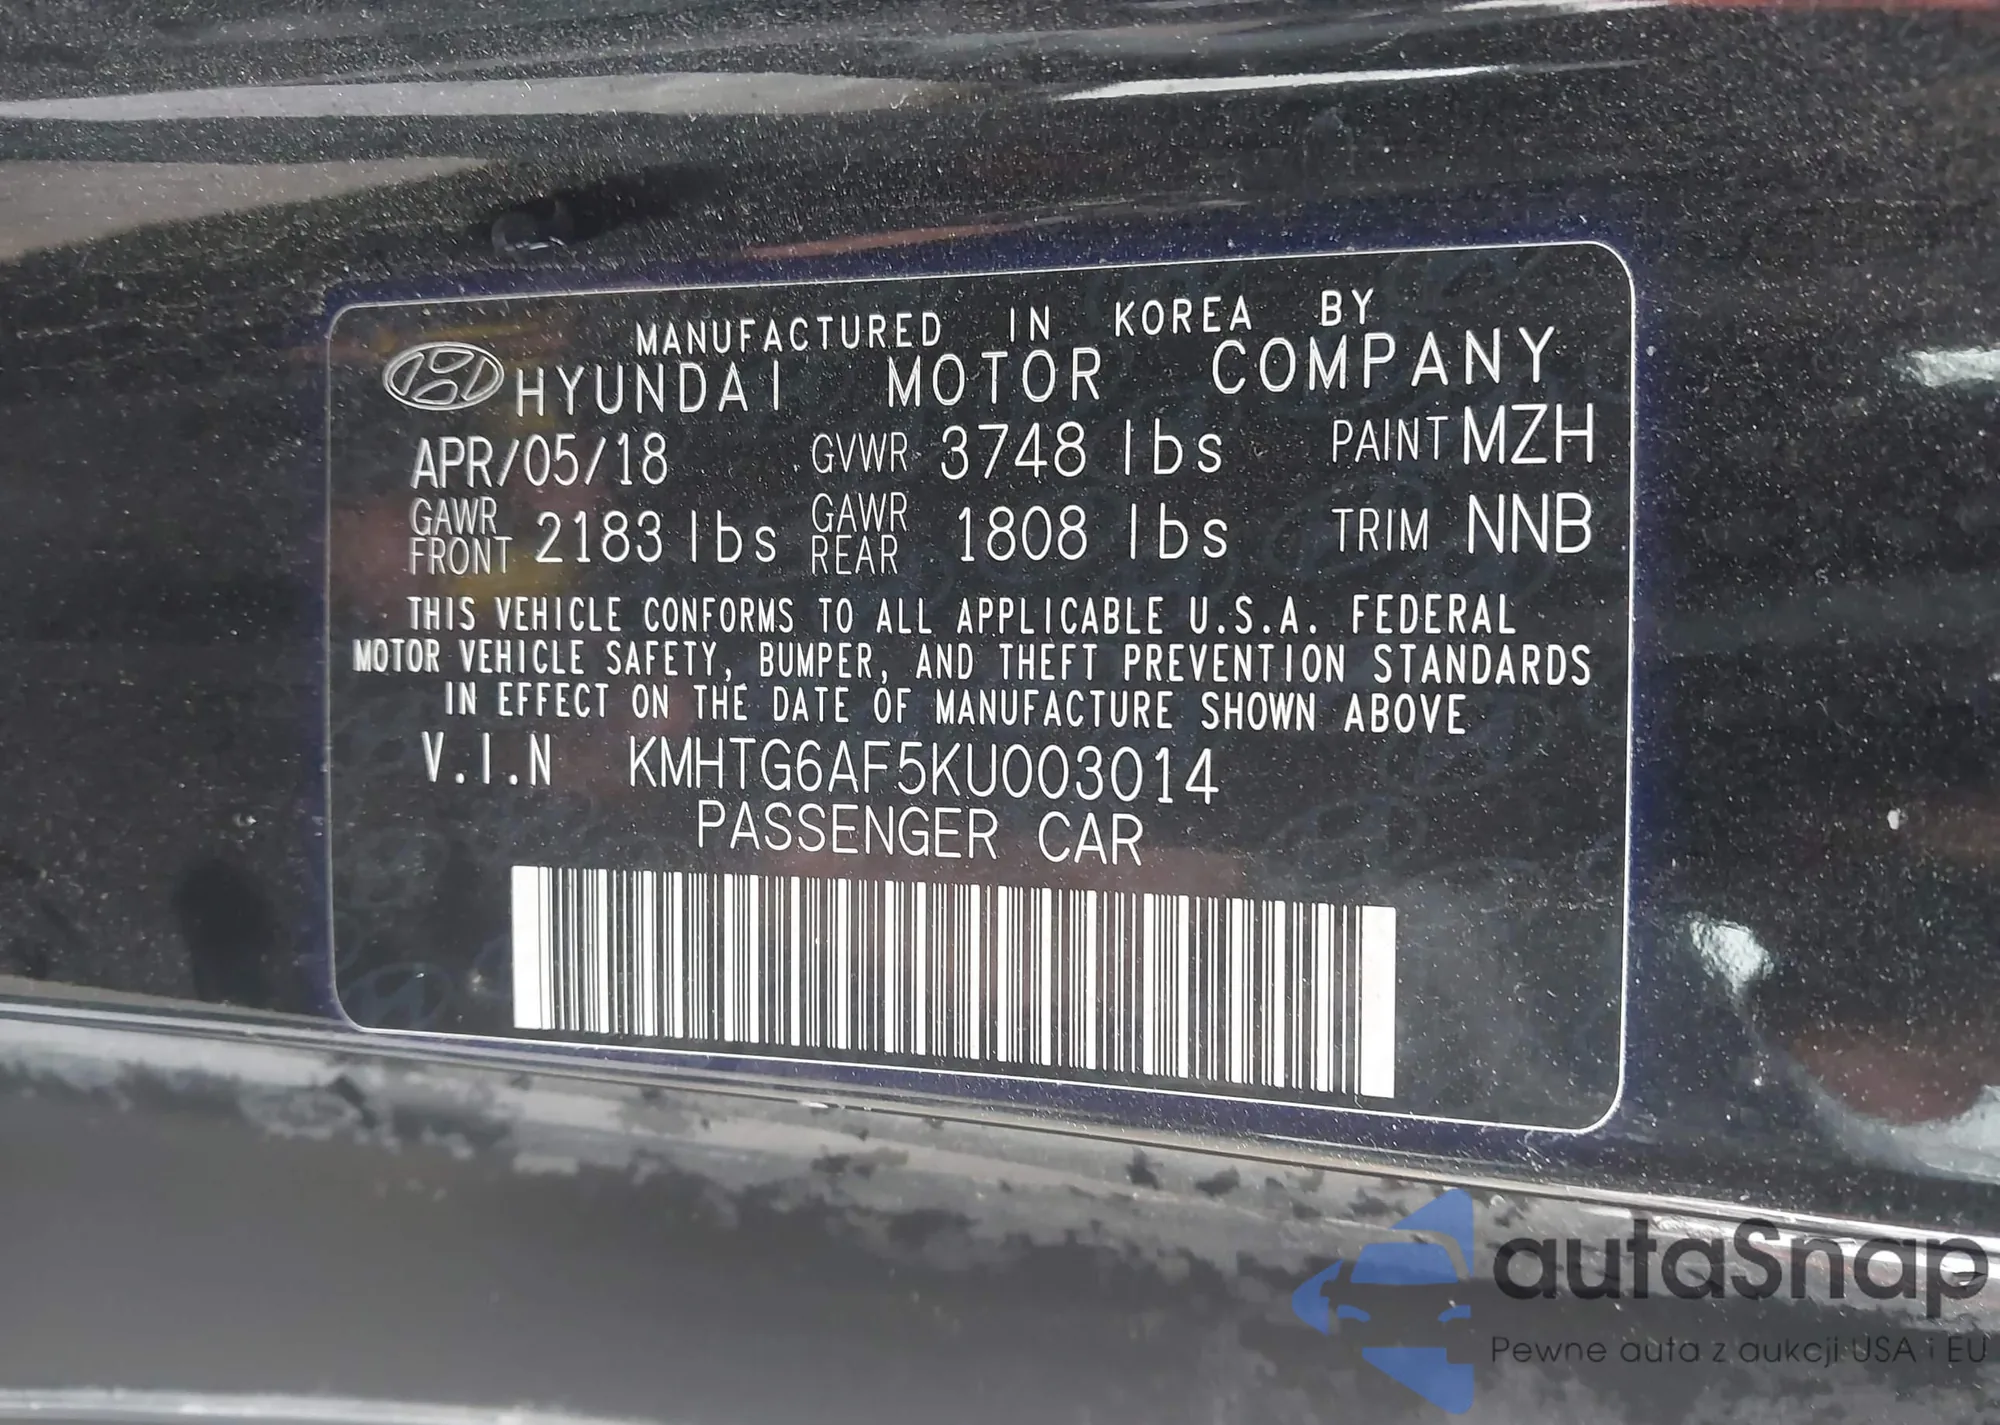 MANUFACTURED IN KOREA BY
HYUNDAI MOTOR COMPANY
APR/05/18 GVWR 3748 lbs PAINT MZH
GAWR FRONT 2183 lbs GAWR REAR 1808 lbs TRIM NNB
THIS VEHICLE CONFORMS TO ALL APPLICABLE U.S.A. FEDERAL
MOTOR VEHICLE SAFETY, BUMPER, AND THEFT PREVENTION STANDARDS
IN EFFECT ON THE DATE OF MANUFACTURE SHOWN ABOVE
V.I.N KMHTG6AF5KU003014
PASSENGER CAR
autaSnap
Pewne auta z aukcji USA i EU